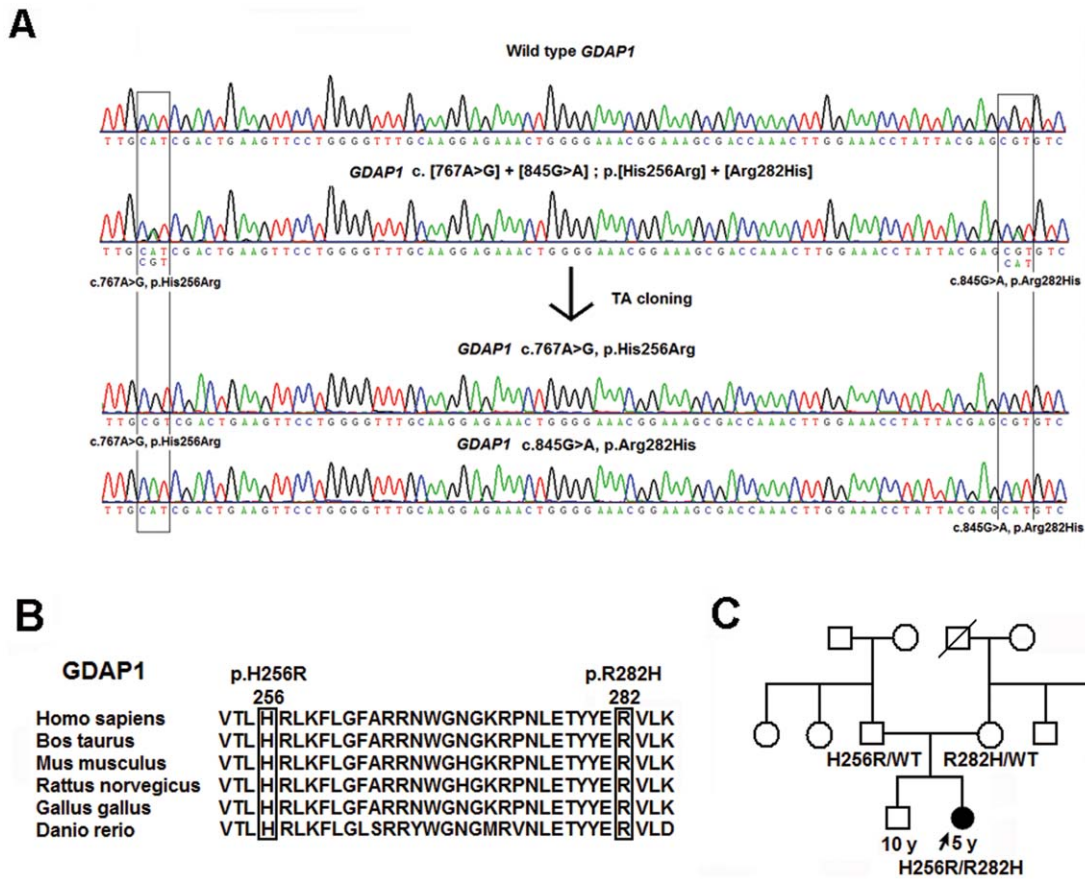 A
Wild type GDAP1
TTGCATCGACTGAAGTTCCTGGGGTTTGCAAGGAGAAACTGGGGAAACGGAAAGCGACCAAACTTGGAAACCTATTACGAGCGTGTC
GDAP1 c. [767A>G] + [845G>A] ; p.[His256Arg] + [Arg282His]
TTGCATCGACTGAAGTTCCTGGGGTTTGCAAGGAGAAACTGGGGAAACGGAAAGCGACCAAACTTGGAAACCTATTACGAGCGTGTC
CGT CAT
c.767A>G, p.His256Arg c.845G>A, p.Arg282His
TA cloning
GDAP1 c.767A>G, p.His256Arg
TTGCGTCGACTGAAGTTCCTGGGGTTTGCAAGGAGAAACTGGGGAAACGGAAAGCGACCAAACTTGGAAACCTATTACGAGCGTGTC
c.767A>G, p.His256Arg
GDAP1 c.845G>A, p.Arg282His
TTGCATCGACTGAAGTTCCTGGGGTTTGCAAGGAGAAACTGGGGAAACGGAAAGCGACCAAACTTGGAAACCTATTACGAGCATGTC
c.845G>A, p.Arg282His
B
GDAP1
p.H256R p.R282H
256 282
Homo sapiens VTLHRLKFLGFARRNWGNGKRPNLETYYERVLK
Bos taurus VTLHRLKFLGFARRNWGNGKRPNLETYYERVLK
Mus musculus VTLHRLKFLGFARRNWGHGKRPNLETYYERVLK
Rattus norvegicus VTLHRLKFLGFARRNWGHGKRPNLETYYERVLK
Gallus gallus VTLHRLKFLGFARRNWGNGKRPNLETYYERVLK
Danio rerio VTLHRLKFLGLSRRYWGNGMRVNLETYYERVLD
C
H256R/WT R282H/WT
10 y 5 y
H256R/R282H